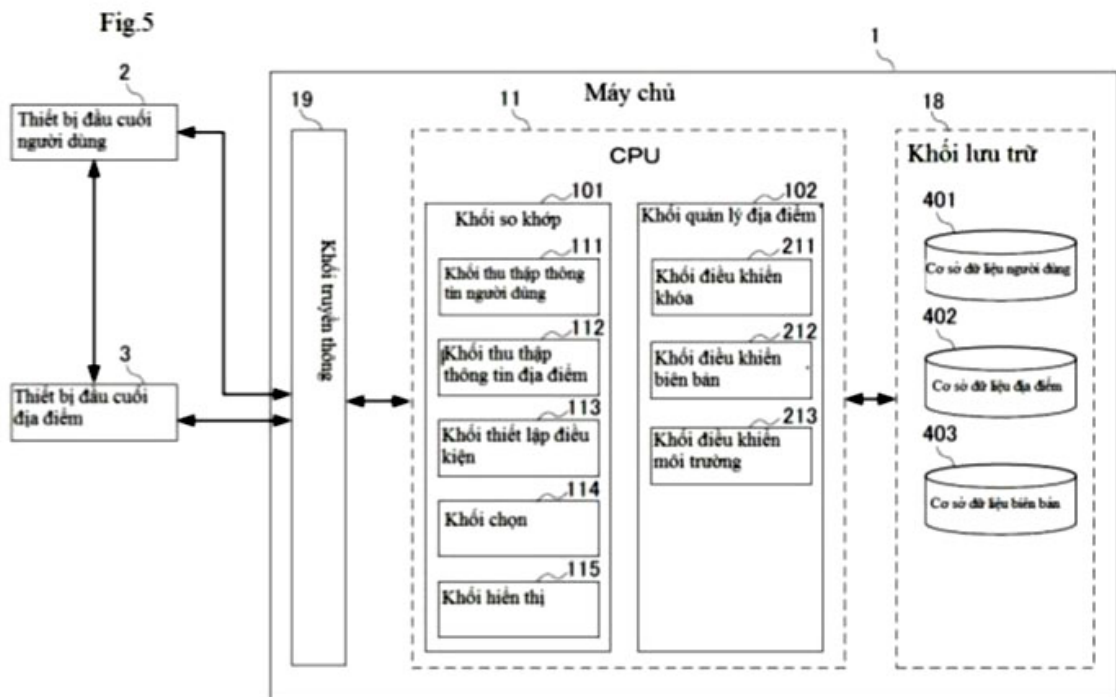 Fig.5
1
2
Thiết bị đầu cuối
người dùng
3
Thiết bị đầu cuối
địa điểm
Máy chủ
19
Khối truyền thông
11
CPU
101
Khối so khớp
111
Khối thu thập thông
tin người dùng
112
Khối thu thập
thông tin địa điểm
113
Khối thiết lập điều
kiện
114
Khối chọn
115
Khối hiển thị
102
Khối quản lý địa điểm
211
Khối điều khiển
khóa
212
Khối điều khiển
biên bản
213
Khối điều khiển
môi trường
18
Khối lưu trữ
401
Cơ sở dữ liệu người dùng
402
Cơ sở dữ liệu địa điểm
403
Cơ sở dữ liệu biên bản